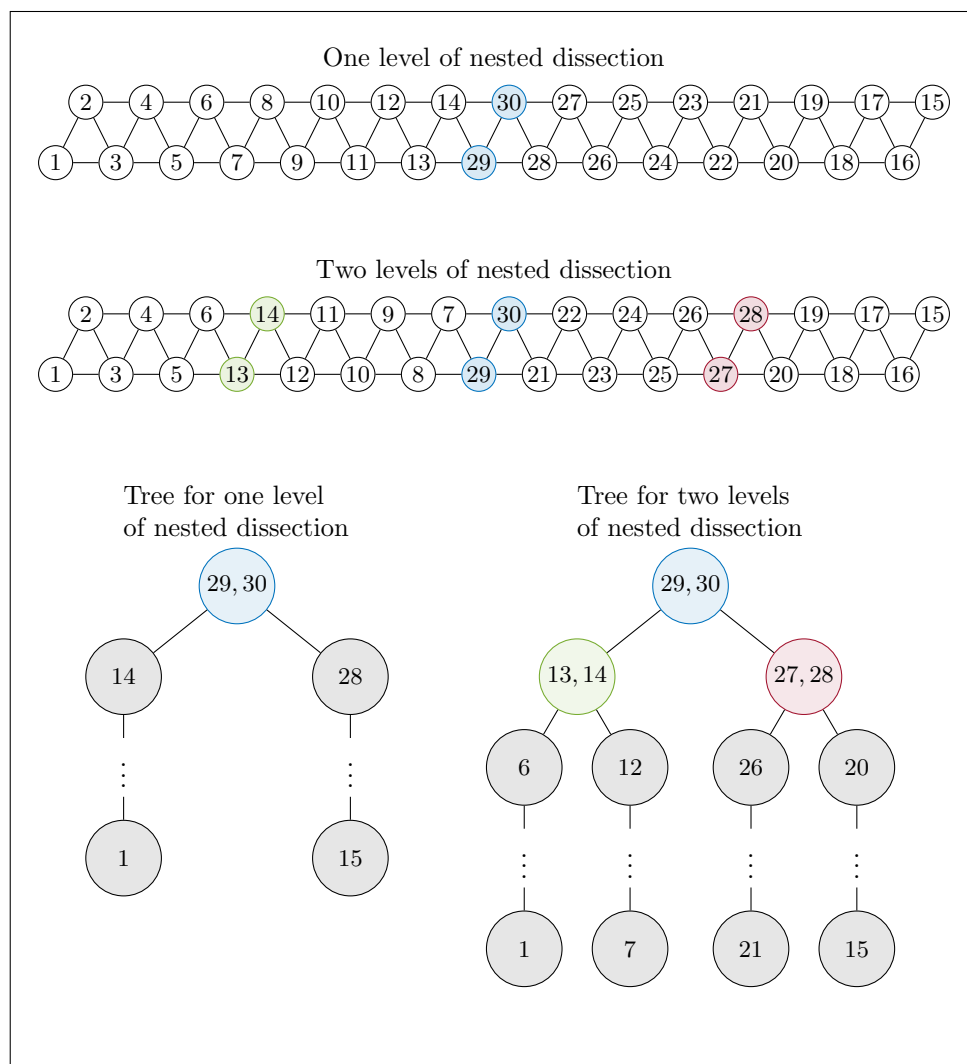 One level of nested dissection
2 4 6 8 10 12 14 30 27 25 23 21 19 17 15
1 3 5 7 9 11 13 29 28 26 24 22 20 18 16
Two levels of nested dissection
2 4 6 14 11 9 7 30 22 24 26 28 19 17 15
1 3 5 13 12 10 8 29 21 23 25 27 20 18 16
Tree for one level
of nested dissection
29, 30
14 28
⋮ ⋮
1 15
Tree for two levels
of nested dissection
29, 30
13, 14 27, 28
6 12 26 20
⋮ ⋮ ⋮ ⋮
1 7 21 15